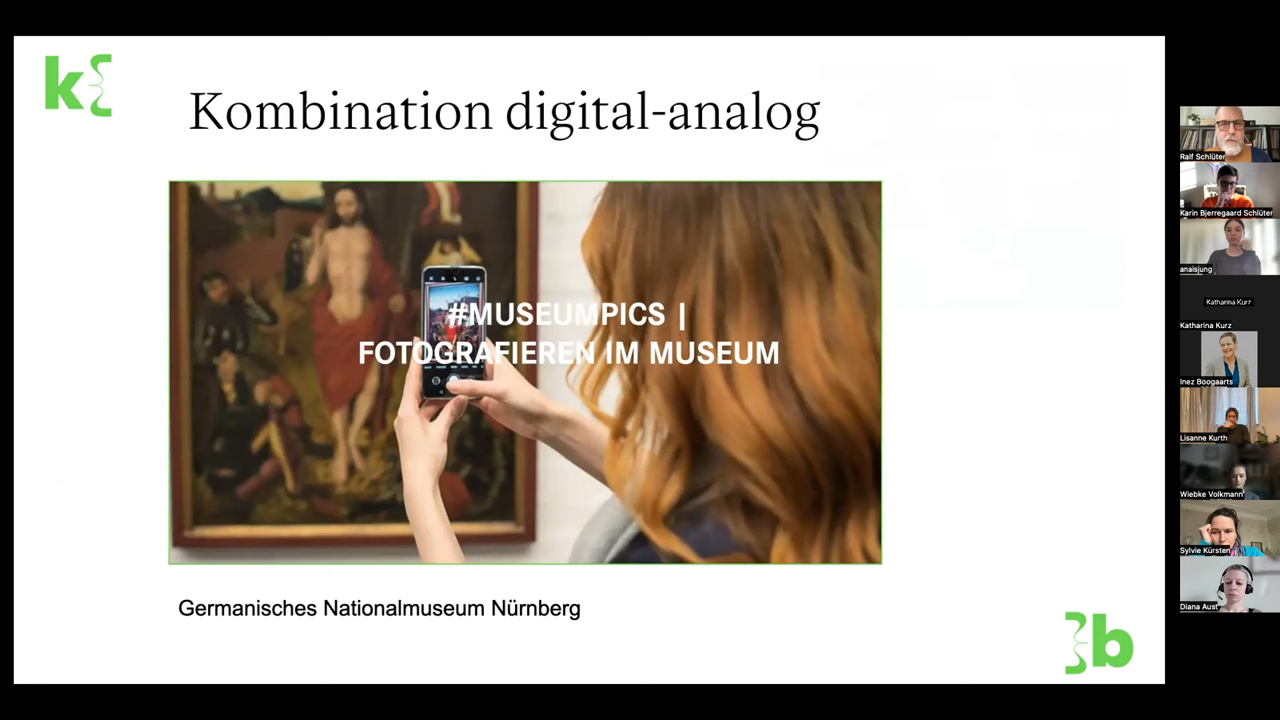 k
Kombination digital-analog
#MUSEUMPICS |
FOTOGRAFIEREN IM MUSEUM
Germanisches Nationalmuseum Nürnberg
b
Ralf Schlüter
Karin Bjerregaard Schlüter
anaisjung
Katharina Kurz
Katharina Kurz
Inez Boogaarts
Lisanne Kurth
Wiebke Volkmann
Sylvie Kürsten
Diana Aust